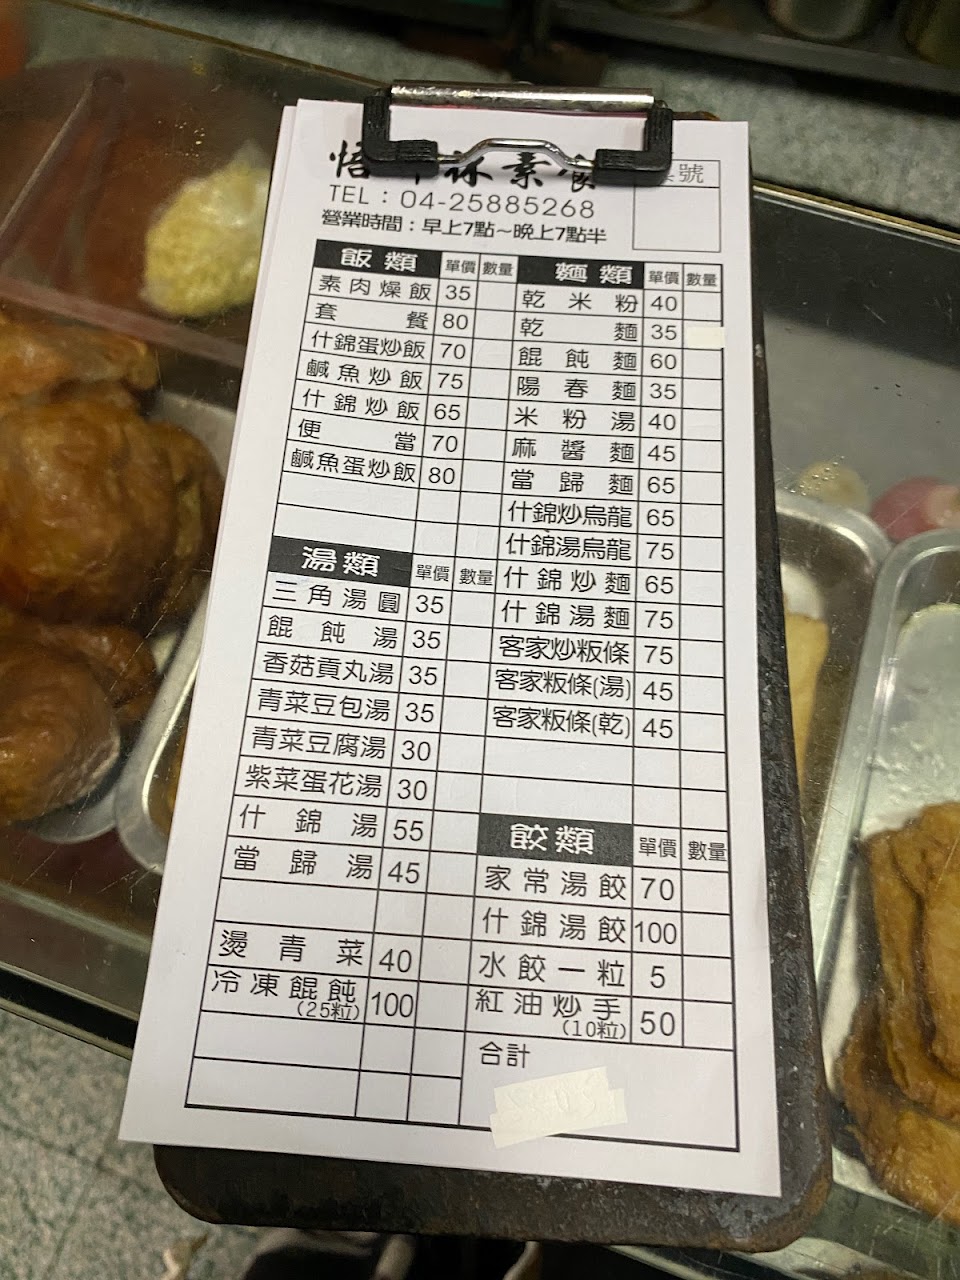 悟 素食
號
TEL：04-25885268
營業時間：早上7點～晚上7點半
飯類 單價 數量
素肉燥飯 35
套餐 80
什錦蛋炒飯 70
鹹魚炒飯 75
什錦炒飯 65
便當 70
鹹魚蛋炒飯 80
湯類 單價 數量
三角湯圓 35
餛飩湯 35
香菇貢丸湯 35
青菜豆包湯 35
青菜豆腐湯 30
紫菜蛋花湯 30
什錦湯 55
當歸湯 45
燙青菜 40
冷凍餛飩 100
(25粒)
麵類 單價 數量
乾米粉 40
乾麵 35
餛飩麵 60
陽春麵 35
米粉湯 40
麻醬麵 45
當歸麵 65
什錦炒烏龍 65
什錦湯烏龍 75
什錦炒麵 65
什錦湯麵 75
客家炒粄條 75
客家粄條(湯) 45
客家粄條(乾) 45
餃類 單價 數量
家常湯餃 70
什錦湯餃 100
水餃一粒 5
紅油炒手 50
(10粒)
合計